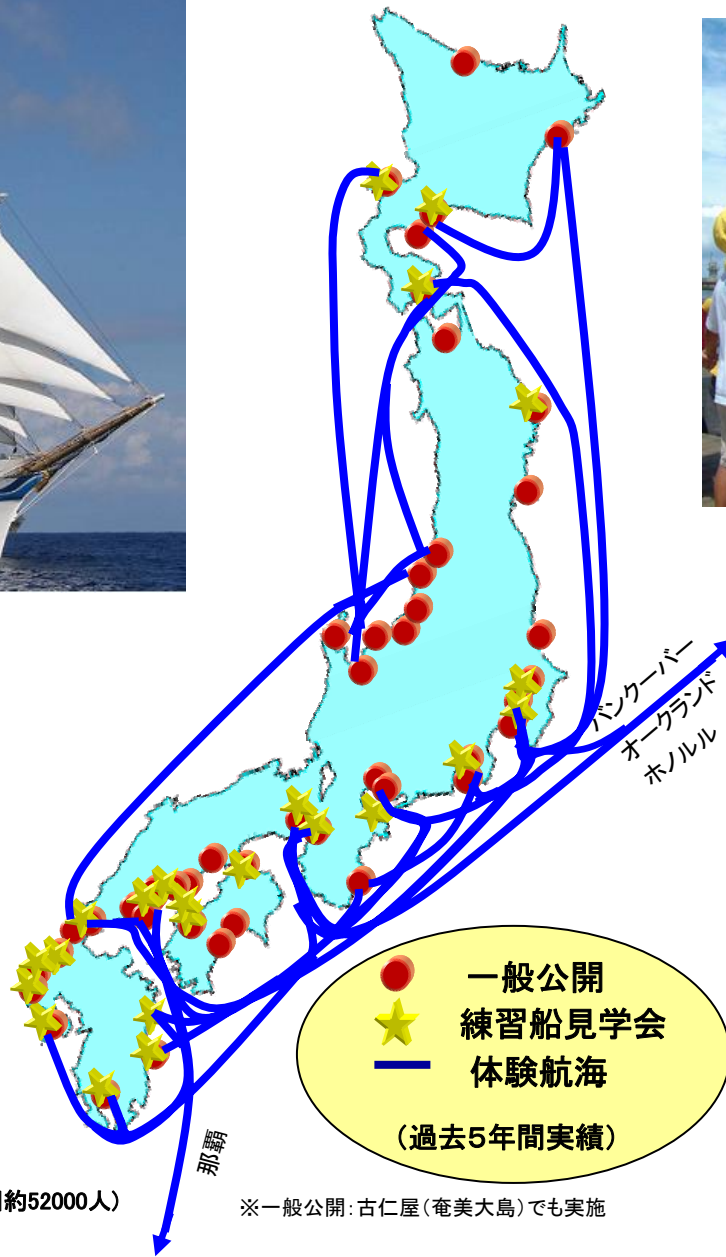 バンクーバー
オークランド
ホノルル
一般公開
練習船見学会
体験航海
(過去5年間実績)
那覇
約52000人)
※一般公開:古仁屋(奄美大島)でも実施